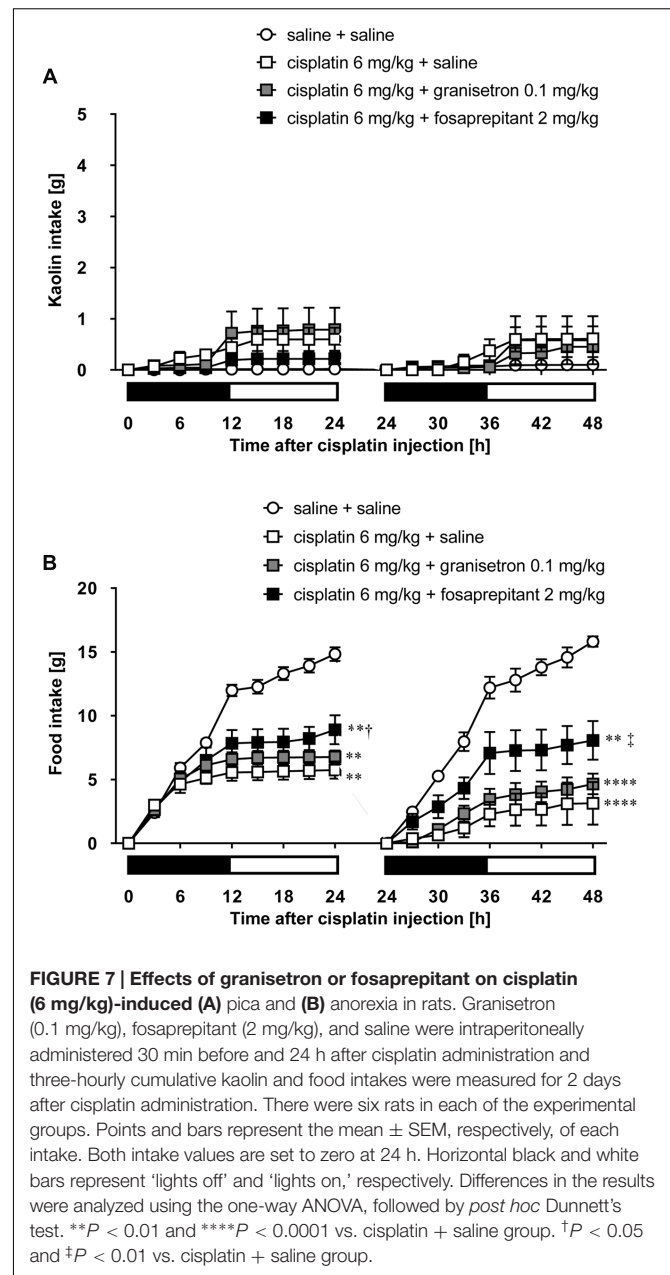 saline + saline
cisplatin 6 mg/kg + saline
cisplatin 6 mg/kg + granisetron 0.1 mg/kg
cisplatin 6 mg/kg + fosaprepitant 2 mg/kg
A
Kaolin intake [g]
5
4
3
2
1
0
0 6 12 18 24 24 30 36 42 48
Time after cisplatin injection [h] Time after cisplatin injection [h]
saline + saline
cisplatin 6 mg/kg + saline
cisplatin 6 mg/kg + granisetron 0.1 mg/kg
cisplatin 6 mg/kg + fosaprepitant 2 mg/kg
B
Food intake [g]
20
15
10
5
0
**†
**
**
** ‡
****
****
0 6 12 18 24 24 30 36 42 48
Time after cisplatin injection [h] Time after cisplatin injection [h]
FIGURE 7 | Effects of granisetron or fosaprepitant on cisplatin
(6 mg/kg)-induced (A) pica and (B) anorexia in rats. Granisetron
(0.1 mg/kg), fosaprepitant (2 mg/kg), and saline were intraperitoneally
administered 30 min before and 24 h after cisplatin administration and
three-hourly cumulative kaolin and food intakes were measured for 2 days
after cisplatin administration. There were six rats in each of the experimental
groups. Points and bars represent the mean ± SEM, respectively, of each
intake. Both intake values are set to zero at 24 h. Horizontal black and white
bars represent 'lights off' and 'lights on,' respectively. Differences in the results
were analyzed using the one-way ANOVA, followed by post hoc Dunnett's
test. **P < 0.01 and ****P < 0.0001 vs. cisplatin + saline group. †P < 0.05
and ‡P < 0.01 vs. cisplatin + saline group.